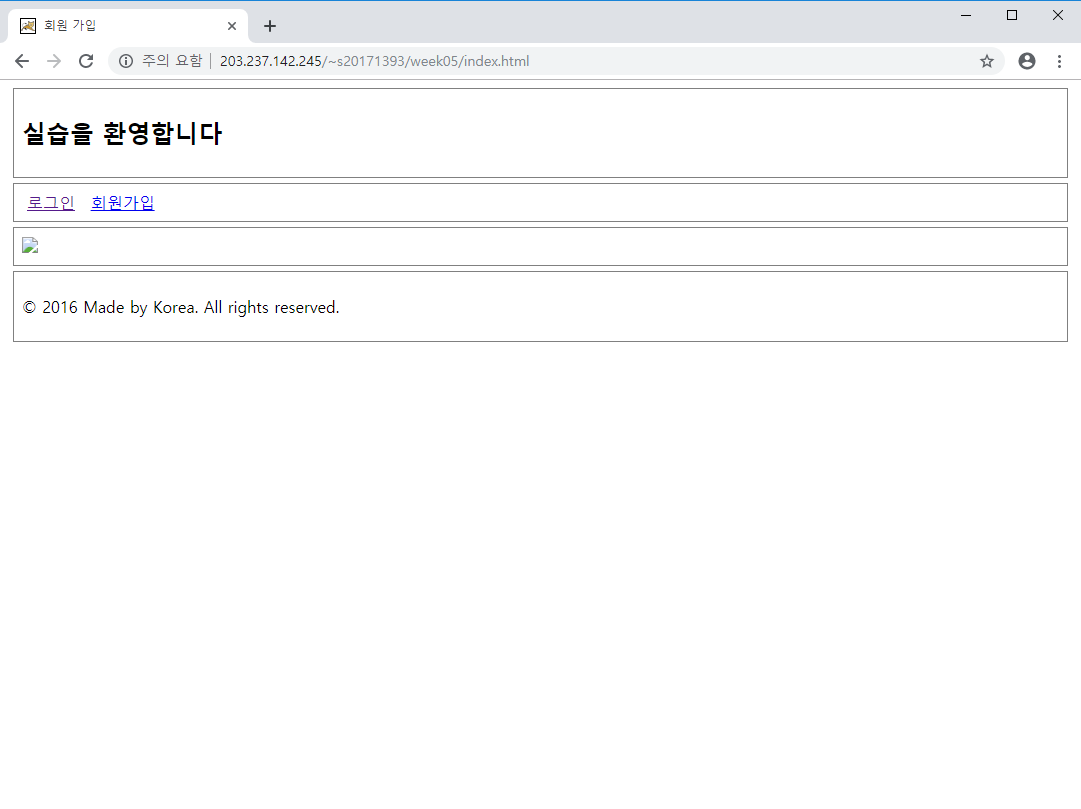 회원 가입
주의 요함 | 203.237.142.245/~s20171393/week05/index.html
실습을 환영합니다
로그인 회원가입
© 2016 Made by Korea. All rights reserved.